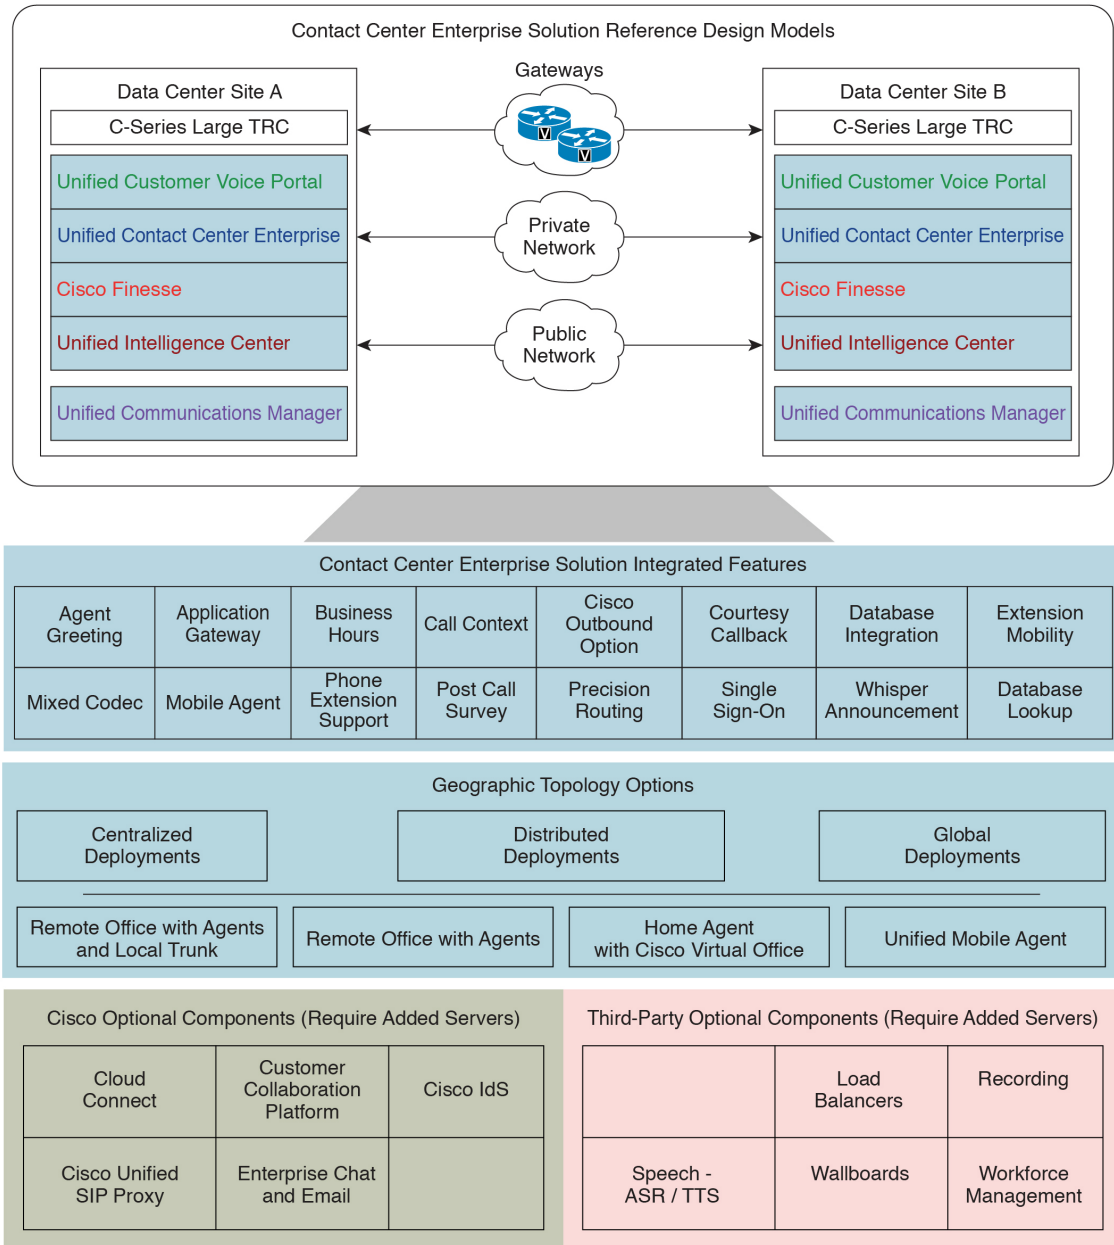 Contact Center Enterprise Solution Reference Design Models
Data Center Site A
C-Series Large TRC
Unified Customer Voice Portal
Unified Contact Center Enterprise
Cisco Finesse
Unified Intelligence Center
Unified Communications Manager
Gateways
V
V
Private
Network
Public
Network
Data Center Site B
C-Series Large TRC
Unified Customer Voice Portal
Unified Contact Center Enterprise
Cisco Finesse
Unified Intelligence Center
Unified Communications Manager
Contact Center Enterprise Solution Integrated Features
Agent
Greeting
Application
Gateway
Business
Hours
Call Context
Cisco
Outbound
Option
Courtesy
Callback
Database
Integration
Extension
Mobility
Mixed Codec
Mobile Agent
Phone
Extension
Support
Post Call
Survey
Precision
Routing
Single
Sign-On
Whisper
Announcement
Database
Lookup
Geographic Topology Options
Centralized
Deployments
Distributed
Deployments
Global
Deployments
Remote Office with Agents
and Local Trunk
Remote Office with Agents
Home Agent
with Cisco Virtual Office
Unified Mobile Agent
Cisco Optional Components (Require Added Servers)
Cloud
Connect
Customer
Collaboration
Platform
Cisco IdS
Cisco Unified
SIP Proxy
Enterprise Chat
and Email
Third-Party Optional Components (Require Added Servers)
Load
Balancers
Recording
Speech -
ASR / TTS
Wallboards
Workforce
Management